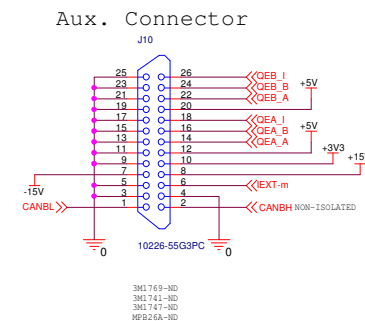 Aux. Connector
J10
25 26 QEB_I
23 24 QEB_B +5V
21 22 QEB_A
19 20
17 18 QEA_I
15 16 QEA_B +5V
13 14 QEA_A
11 12 +3V3
9 10 +15
7 8
-15V
5 6 IEXT-m
3 4
CANBL 1 2 CANBH NON-ISOLATED
0 10226-55G3PC 0
3M1769-ND
3M1741-ND
3M1747-ND
MPB26A-ND